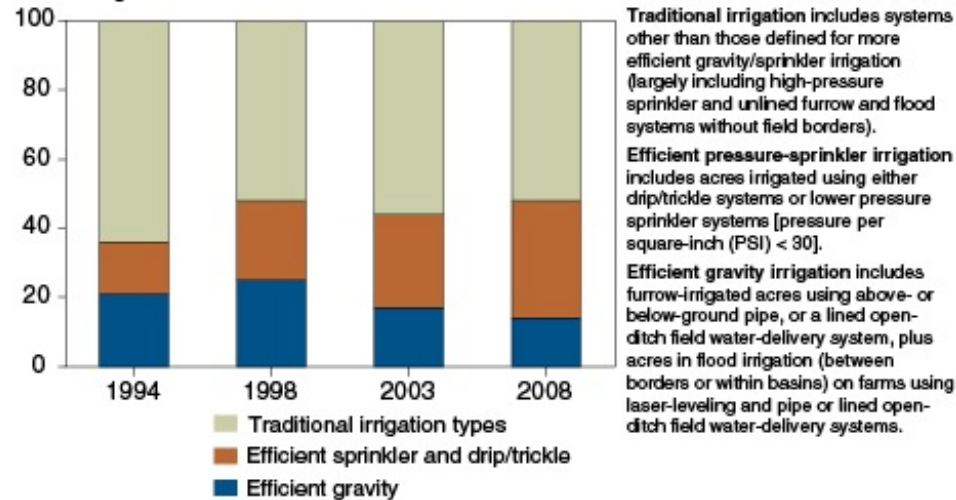 100
80
60
40
20
0
1994 1998 2003 2008
Traditional irrigation types
Efficient sprinkler and drip/trickle
Efficient gravity
Traditional irrigation includes systems
other than those defined for more
efficient gravity/sprinkler irrigation
(largely including high-pressure
sprinkler and unlined furrow and flood
systems without field borders).
Efficient pressure-sprinkler irrigation
includes acres irrigated using either
drip/trickle systems or lower pressure
sprinkler systems [pressure per
square-inch (PSI) < 30].
Efficient gravity irrigation includes
furrow-irrigated acres using above- or
below-ground pipe, or a lined open-
ditch field water-delivery system, plus
acres in flood irrigation (between
borders or within basins) on farms using
laser-leveling and pipe or lined open-
ditch field water-delivery systems.